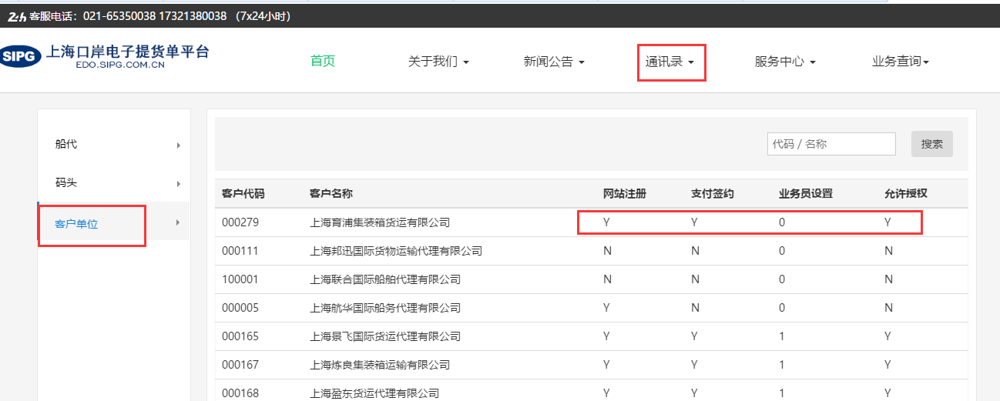 24h 客服电话：021-65350038 17321380038 （7x24小时）
SIPG 上海口岸电子提货单平台
EDO.SIPG.COM.CN
首页 关于我们 新闻公告 通讯录 服务中心 业务查询
船代
码头
客户单位
代码 / 名称 搜索
客户代码 客户名称 网站注册 支付签约 业务员设置 允许授权
000279 上海育浦集装箱货运有限公司 Y Y 0 Y
000111 上海邦迅国际货物运输代理有限公司 N N 0 N
100001 上海联合国际船舶代理有限公司 N N 0 N
000005 上海航华国际船务代理有限公司 Y N 0 N
000165 上海景飞国际货运代理有限公司 Y Y 1 Y
000167 上海炼良集装箱运输有限公司 Y Y 1 Y
000168 上海盈东货运代理有限公司 Y Y 1 Y